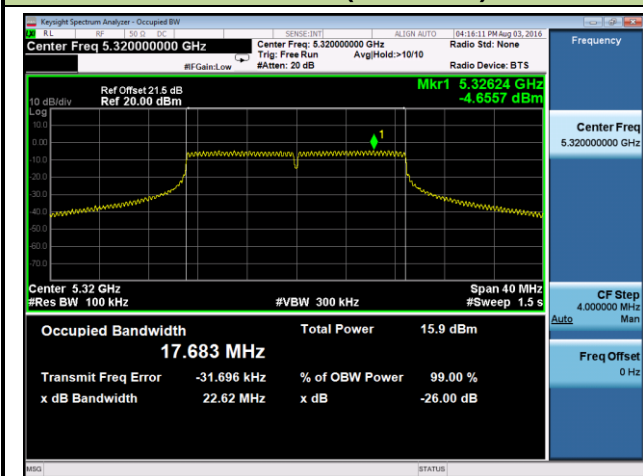 Keysight Spectrum Analyzer - Occupied BW
RL RF 50 Ω DC SENSE:INT ALIGN AUTO 04:16:11 PM Aug 03, 2016
Center Freq 5.320000000 GHz
Center Freq: 5.320000000 GHz
Radio Std: None
Trig: Free Run Avg|Hold:>10/10
#IFGain:Low #Atten: 20 dB Radio Device: BTS
Frequency
Ref Offset 21.5 dB
10 dB/div Ref 20.00 dBm
Mkr1 5.32624 GHz
-4.6557 dBm
Log
10.0
0.00
-10.0
-20.0
-30.0
-40.0
-50.0
-60.0
-70.0
1
Center 5.32 GHz Span 40 MHz
#Res BW 100 kHz #VBW 300 kHz #Sweep 1.5 s
Occupied Bandwidth Total Power 15.9 dBm
17.683 MHz
Transmit Freq Error -31.696 kHz % of OBW Power 99.00 %
x dB Bandwidth 22.62 MHz x dB -26.00 dB
Center Freq
5.320000000 GHz
CF Step
4.000000 MHz
Auto Man
Freq Offset
0 Hz
MSG STATUS